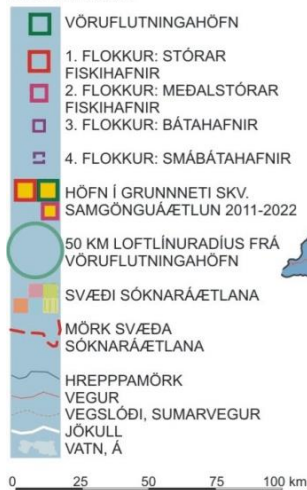 VÖRUFLUTNINGAHÖFN
1. FLOKKUR: STÓRAR
FISKIHAFNIR
2. FLOKKUR: MEÐALSTÓRAR
FISKIHAFNIR
3. FLOKKUR: BÁTAHAFNIR
4. FLOKKUR: SMÁBÁTAHAFNIR
HÖFN Í GRUNNNETI SKV.
SAMGÖNGUÁÆTLUN 2011-2022
50 KM LOFTLÍNURADÍUS FRÁ
VÖRUFLUTNINGAHÖFN
SVÆÐI SÓKNARÁÆTLANA
MÖRK SVÆÐA
SÓKNARÁÆTLANA
HREPPPAMÖRK
VEGUR
VEGSLÓÐI, SUMARVEGUR
JÖKULL
VATN, Á
0 25 50 75 100 km